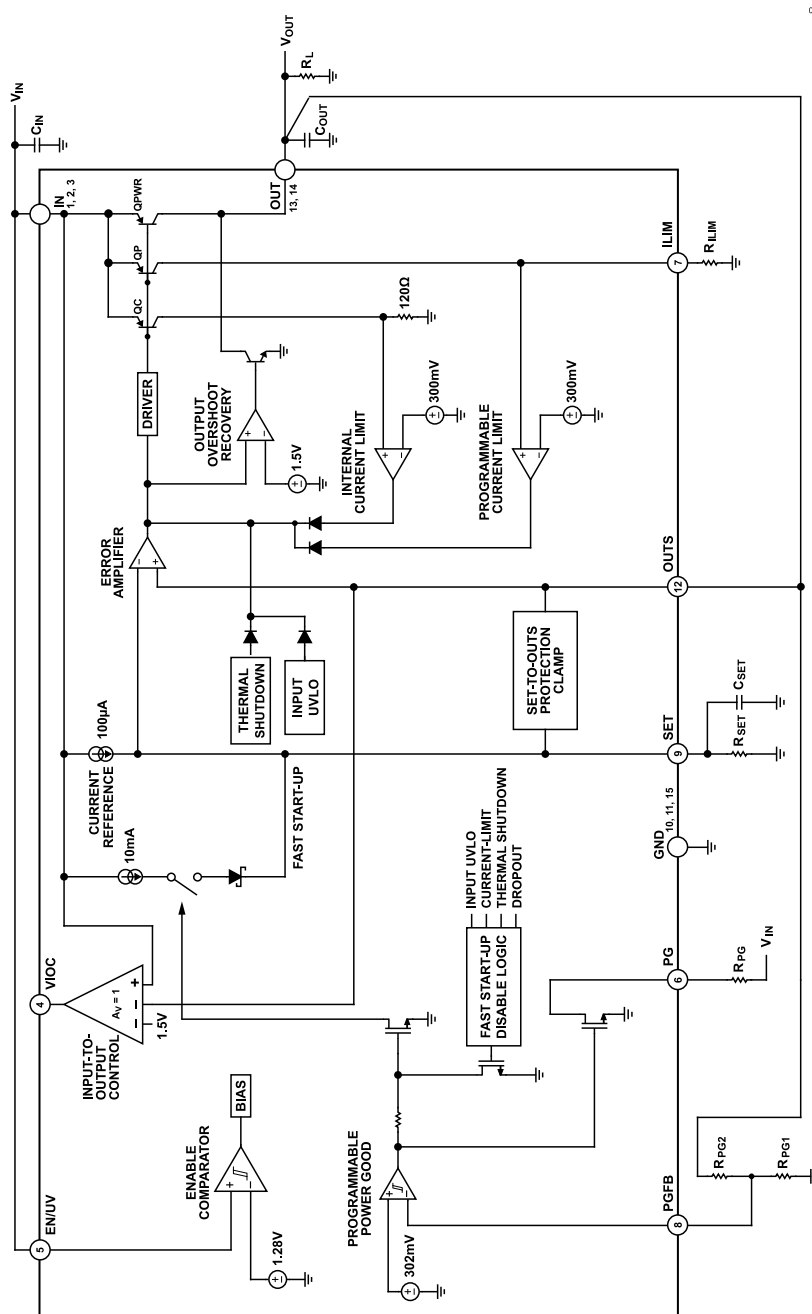 VIN
EN/UV
5
VIOC
4
IN
1, 2, 3
CIN
INPUT-TO-
OUTPUT
CONTROL
AV = 1
1.5V
+
–
–
10mA
CURRENT
REFERENCE
100µA
ERROR
AMPLIFIER
–
+
DRIVER
QC
QP
QPWR
ENABLE
COMPARATOR
+
–
BIAS
1.28V
FAST START-UP
THERMAL
SHUTDOWN
INPUT
UVLO
OUTPUT
OVERSHOOT
RECOVERY
+
–
1.5V
OUT
13, 14
VOUT
COUT
RL
INTERNAL
CURRENT LIMIT
+
–
300mV
120Ω
PROGRAMMABLE
POWER GOOD
+
–
302mV
FAST START-UP
DISABLE LOGIC
INPUT UVLO
CURRENT-LIMIT
THERMAL SHUTDOWN
DROPOUT
SET-TO-OUTS
PROTECTION
CLAMP
PROGRAMMABLE
CURRENT LIMIT
+
–
300mV
PGFB
8
PG
6
GND
10, 11, 15
SET
9
OUTS
12
ILIM
7
RPG2
RPG1
RPG
VIN
RSET
CSET
RILIM